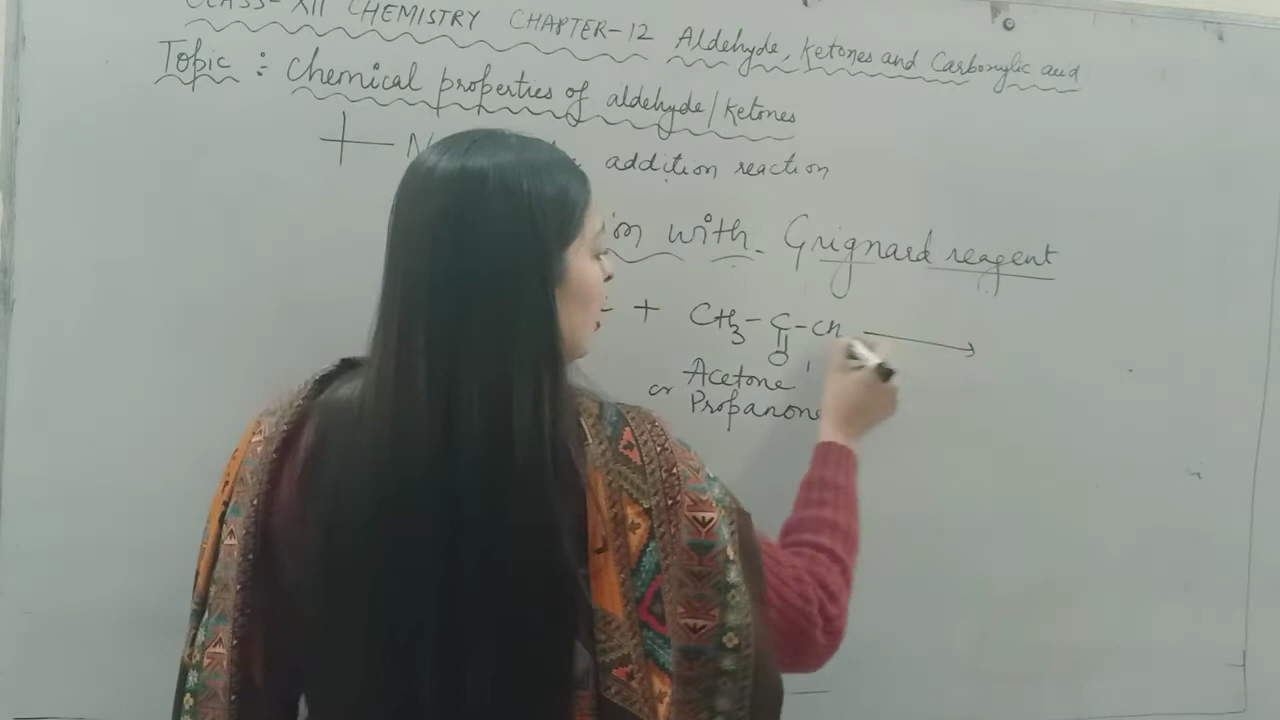 CLASS-XII CHEMISTRY CHAPTER-12 Aldehyde, Ketones and Carboxylic acid
Topic : Chemical properties of aldehyde/Ketones
addition reaction
with Grignard reagent
+ CH3-C-CH
O
Acetone
or Propanone